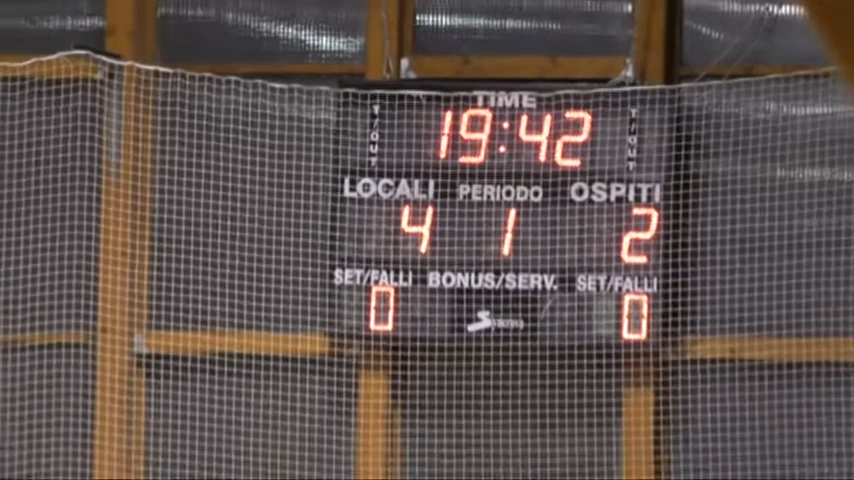 TIME
T/OUT 19:42 T/OUT
LOCALI PERIODO OSPITI
4 1 2
SET/FALLI BONUS/SERV. SET/FALLI
0 0